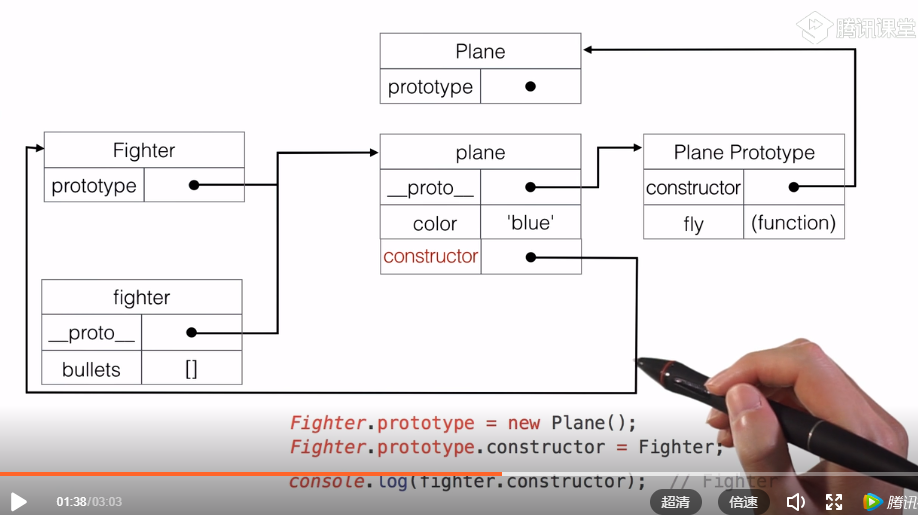 腾讯课堂
Plane
prototype
Fighter
prototype
plane
__proto__
color 'blue'
constructor
Plane Prototype
constructor
fly (function)
fighter
__proto__
bullets []
Fighter.prototype = new Plane();
Fighter.prototype.constructor = Fighter;
console.log(fighter.constructor); // Fighter
01:38/03:03
超清
倍速
腾讯